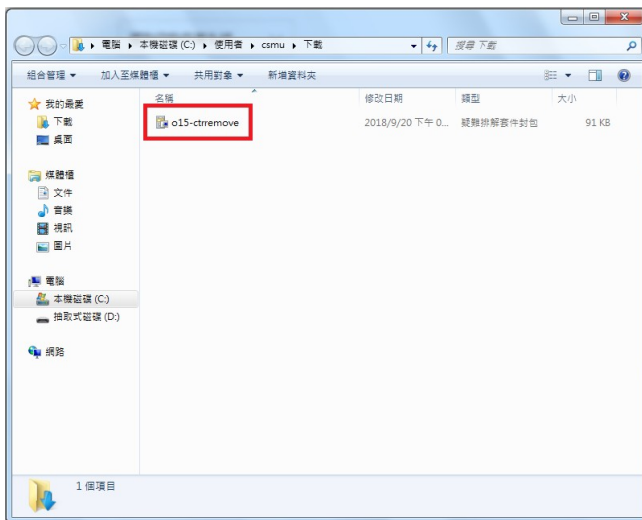 電腦 ▸ 本機磁碟 (C:) ▸ 使用者 ▸ csmu ▸ 下載
搜尋 下載
組合管理 加入至媒體櫃 共用對象 新增資料夾
名稱 修改日期 類型 大小
o15-ctrremove 2018/9/20 下午 0... 疑難排解套件封包 91 KB
我的最愛
下載
桌面
媒體櫃
文件
音樂
視訊
圖片
電腦
本機磁碟 (C:)
抽取式磁碟 (D:)
網路
1 個項目